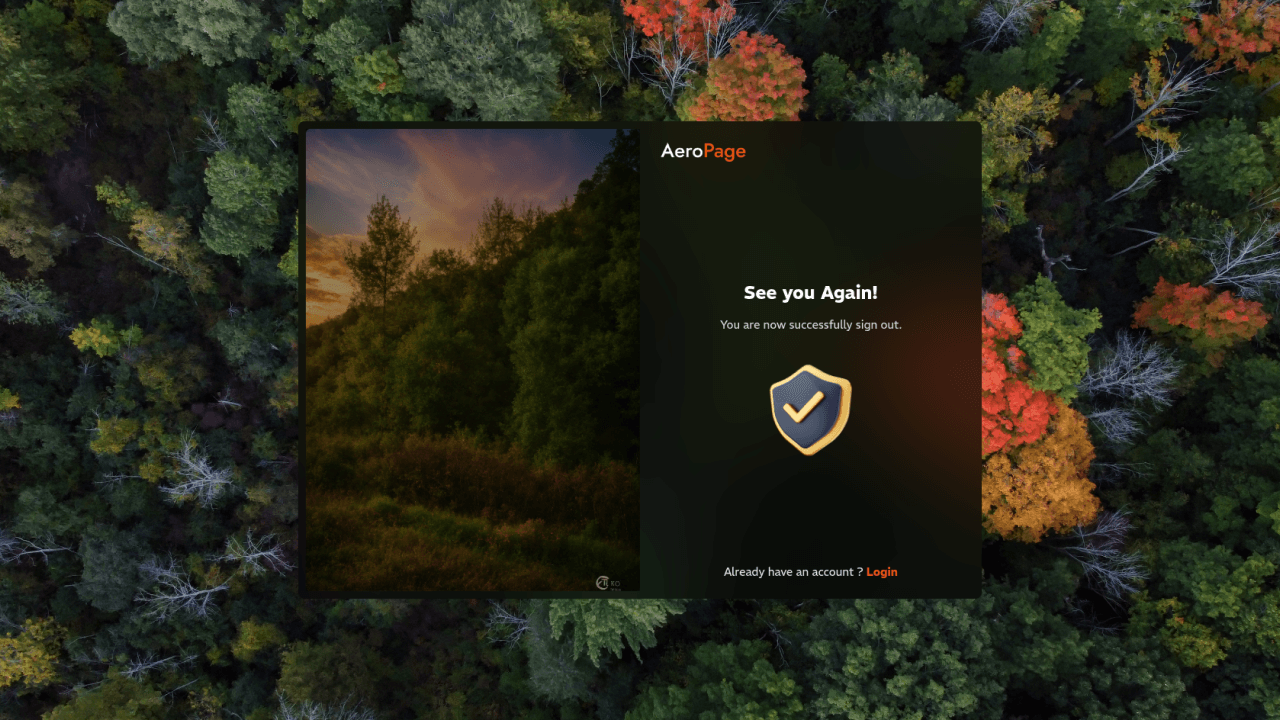 AeroPage
See you Again!
You are now successfully sign out.
Already have an account ? Login